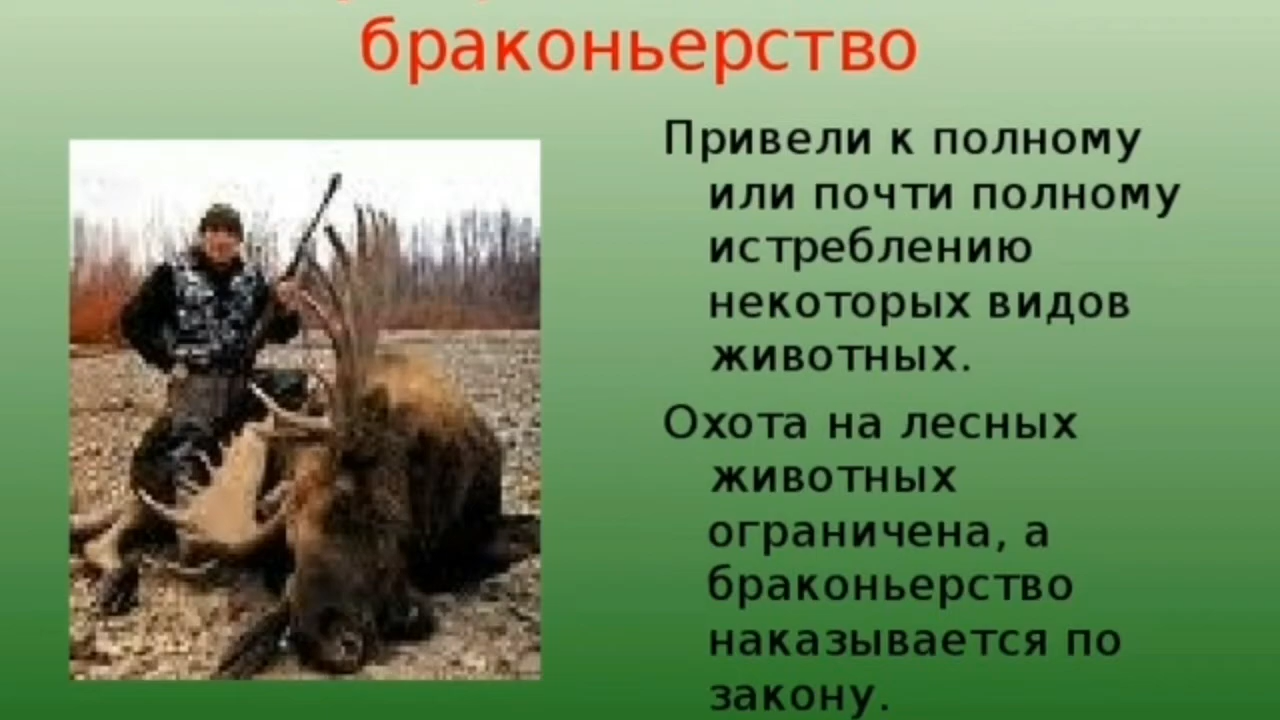 браконьерство
Привели к полному
или почти полному
истреблению
некоторых видов
животных.
Охота на лесных
животных
ограничена, а
браконьерство
наказывается по
закону.